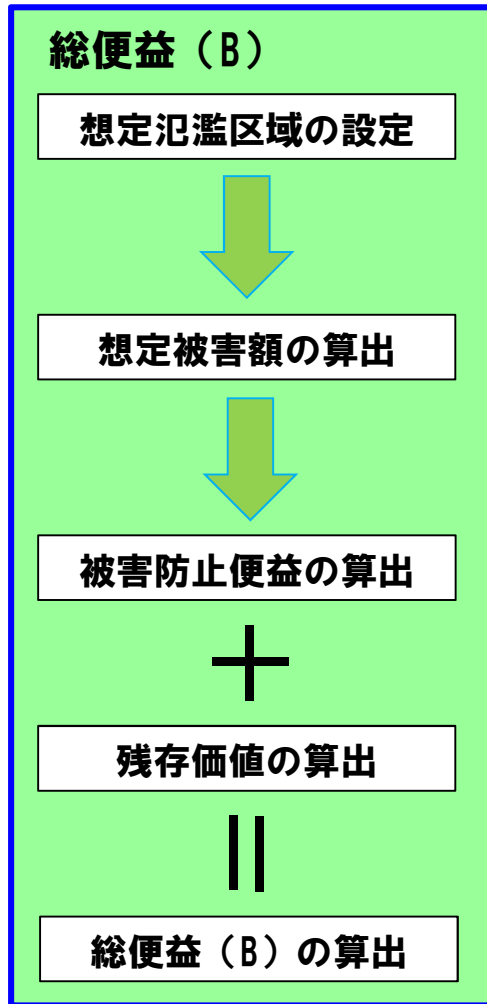 総便益（B）
想定氾濫区域の設定
想定被害額の算出
被害防止便益の算出
＋
残存価値の算出
総便益（B）の算出